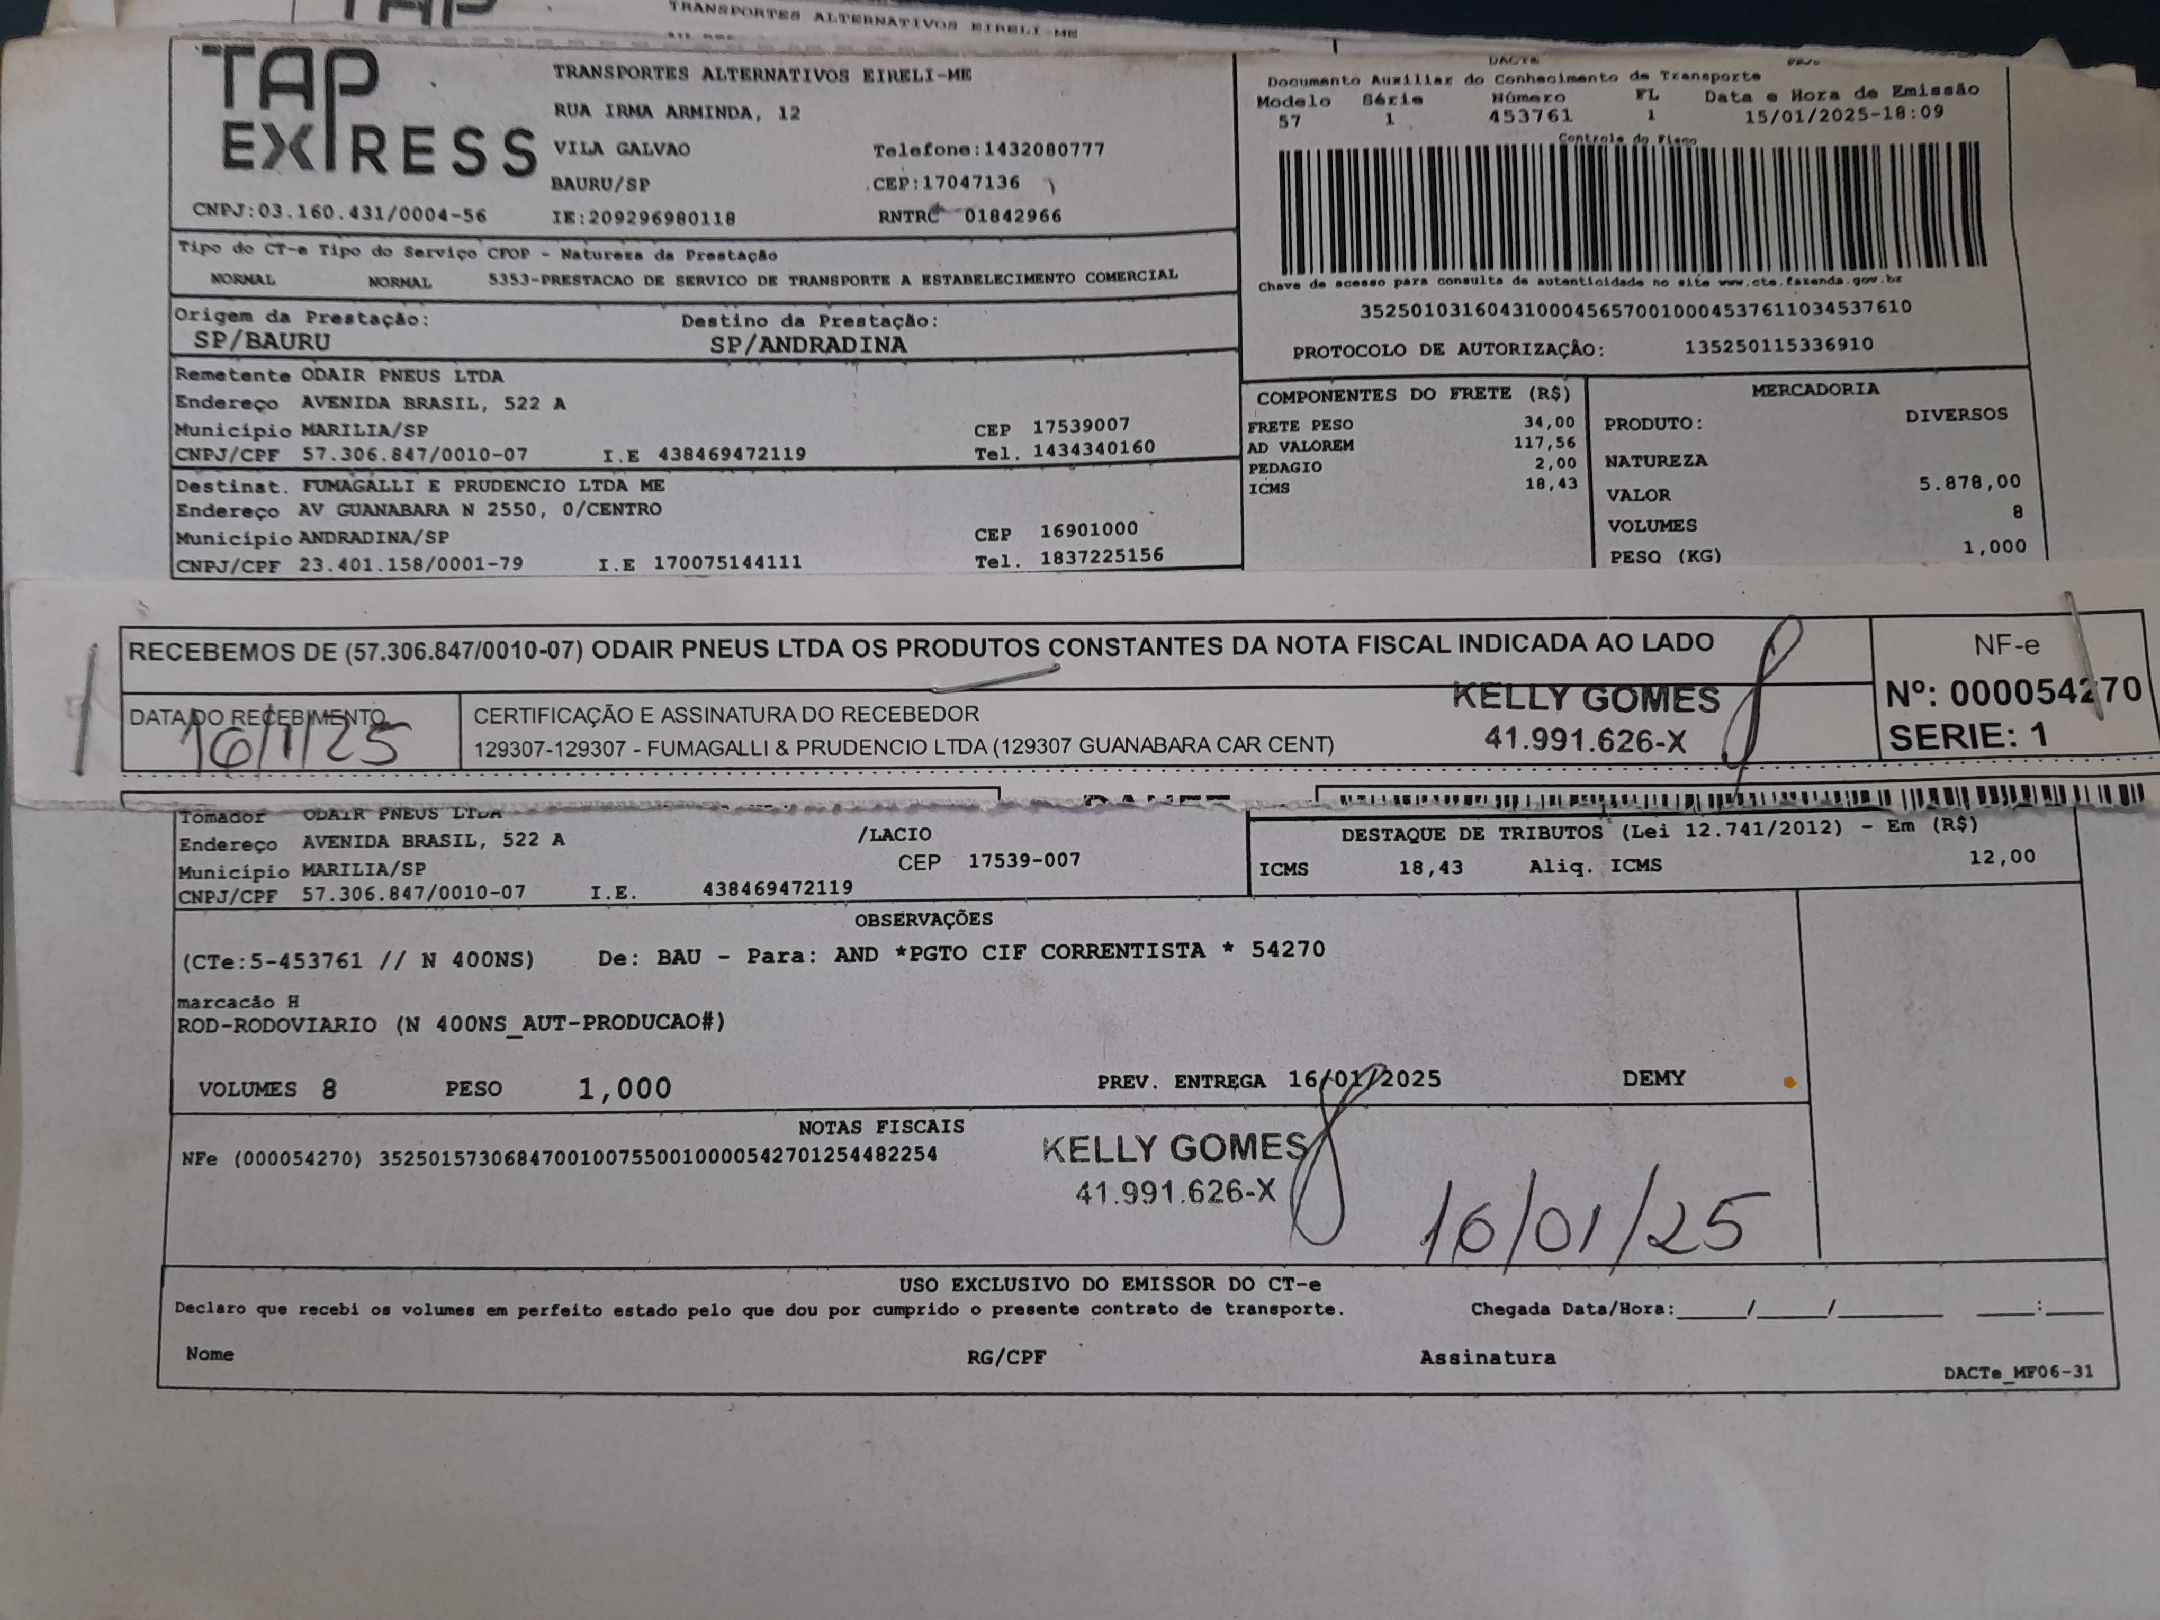 TRANSPORTES ALTERNATIVOS EIRELI-ME
TAP EXPRESS
TRANSPORTES ALTERNATIVOS EIRELI-ME
RUA IRMA ARMINDA, 12
VILA GALVAO Telefone:1432080777
BAURU/SP CEP:17047136
CNPJ:03.160.431/0004-56 IE:209296980118 RNTRC 01842966
DACTE
Documento Auxiliar do Conhecimento de Transporte
Modelo Série Número FL Data e Hora de Emissão
57 1 453761 1 15/01/2025-18:09
Controle do Fisco
Chave de acesso para consulta de autenticidade no site www.cte.fazenda.gov.br
35250103160431000456570010004537611034537610
PROTOCOLO DE AUTORIZAÇÃO: 135250115336910
Tipo do CT-e Tipo do Serviço CFOP - Natureza da Prestação
NORMAL NORMAL 5353-PRESTACAO DE SERVICO DE TRANSPORTE A ESTABELECIMENTO COMERCIAL
Origem da Prestação: Destino da Prestação:
SP/BAURU SP/ANDRADINA
Remetente ODAIR PNEUS LTDA
Endereço AVENIDA BRASIL, 522 A
Município MARILIA/SP CEP 17539007
CNPJ/CPF 57.306.847/0010-07 I.E 438469472119 Tel. 1434340160
Destinat. FUMAGALLI E PRUDENCIO LTDA ME
Endereço AV GUANABARA N 2550, 0/CENTRO
Município ANDRADINA/SP CEP 16901000
CNPJ/CPF 23.401.158/0001-79 I.E 170075144111 Tel. 1837225156
COMPONENTES DO FRETE (R$)
FRETE PESO 34,00
AD VALOREM 117,56
PEDAGIO 2,00
ICMS 18,43
MERCADORIA
PRODUTO: DIVERSOS
NATUREZA
VALOR 5.878,00
VOLUMES 8
PESO (KG) 1,000
RECEBEMOS DE (57.306.847/0010-07) ODAIR PNEUS LTDA OS PRODUTOS CONSTANTES DA NOTA FISCAL INDICADA AO LADO
NF-e
Nº: 000054270
SERIE: 1
DATA DO RECEBIMENTO
16/1/25
CERTIFICAÇÃO E ASSINATURA DO RECEBEDOR
129307-129307 - FUMAGALLI & PRUDENCIO LTDA (129307 GUANABARA CAR CENT)
KELLY GOMES
41.991.626-X
DANFE
Tomador ODAIR PNEUS LTDA
Endereço AVENIDA BRASIL, 522 A /LACIO
Município MARILIA/SP CEP 17539-007
CNPJ/CPF 57.306.847/0010-07 I.E. 438469472119
DESTAQUE DE TRIBUTOS (Lei 12.741/2012) - Em (R$)
ICMS 18,43 Aliq. ICMS 12,00
OBSERVAÇÕES
(CTe:5-453761 // N 400NS) De: BAU - Para: AND *PGTO CIF CORRENTISTA * 54270
marcacão H
ROD-RODOVIARIO (N 400NS_AUT-PRODUCAO#)
VOLUMES 8 PESO 1,000 PREV. ENTREGA 16/01/2025 DEMY
NOTAS FISCAIS
NFe (000054270) 35250157306847001007550010000542701254482254
KELLY GOMES
41.991.626-X
16/01/25
USO EXCLUSIVO DO EMISSOR DO CT-e
Declaro que recebi os volumes em perfeito estado pelo que dou por cumprido o presente contrato de transporte. Chegada Data/Hora:____/____/______ ___:___
Nome RG/CPF Assinatura
DACTe_MF06-31